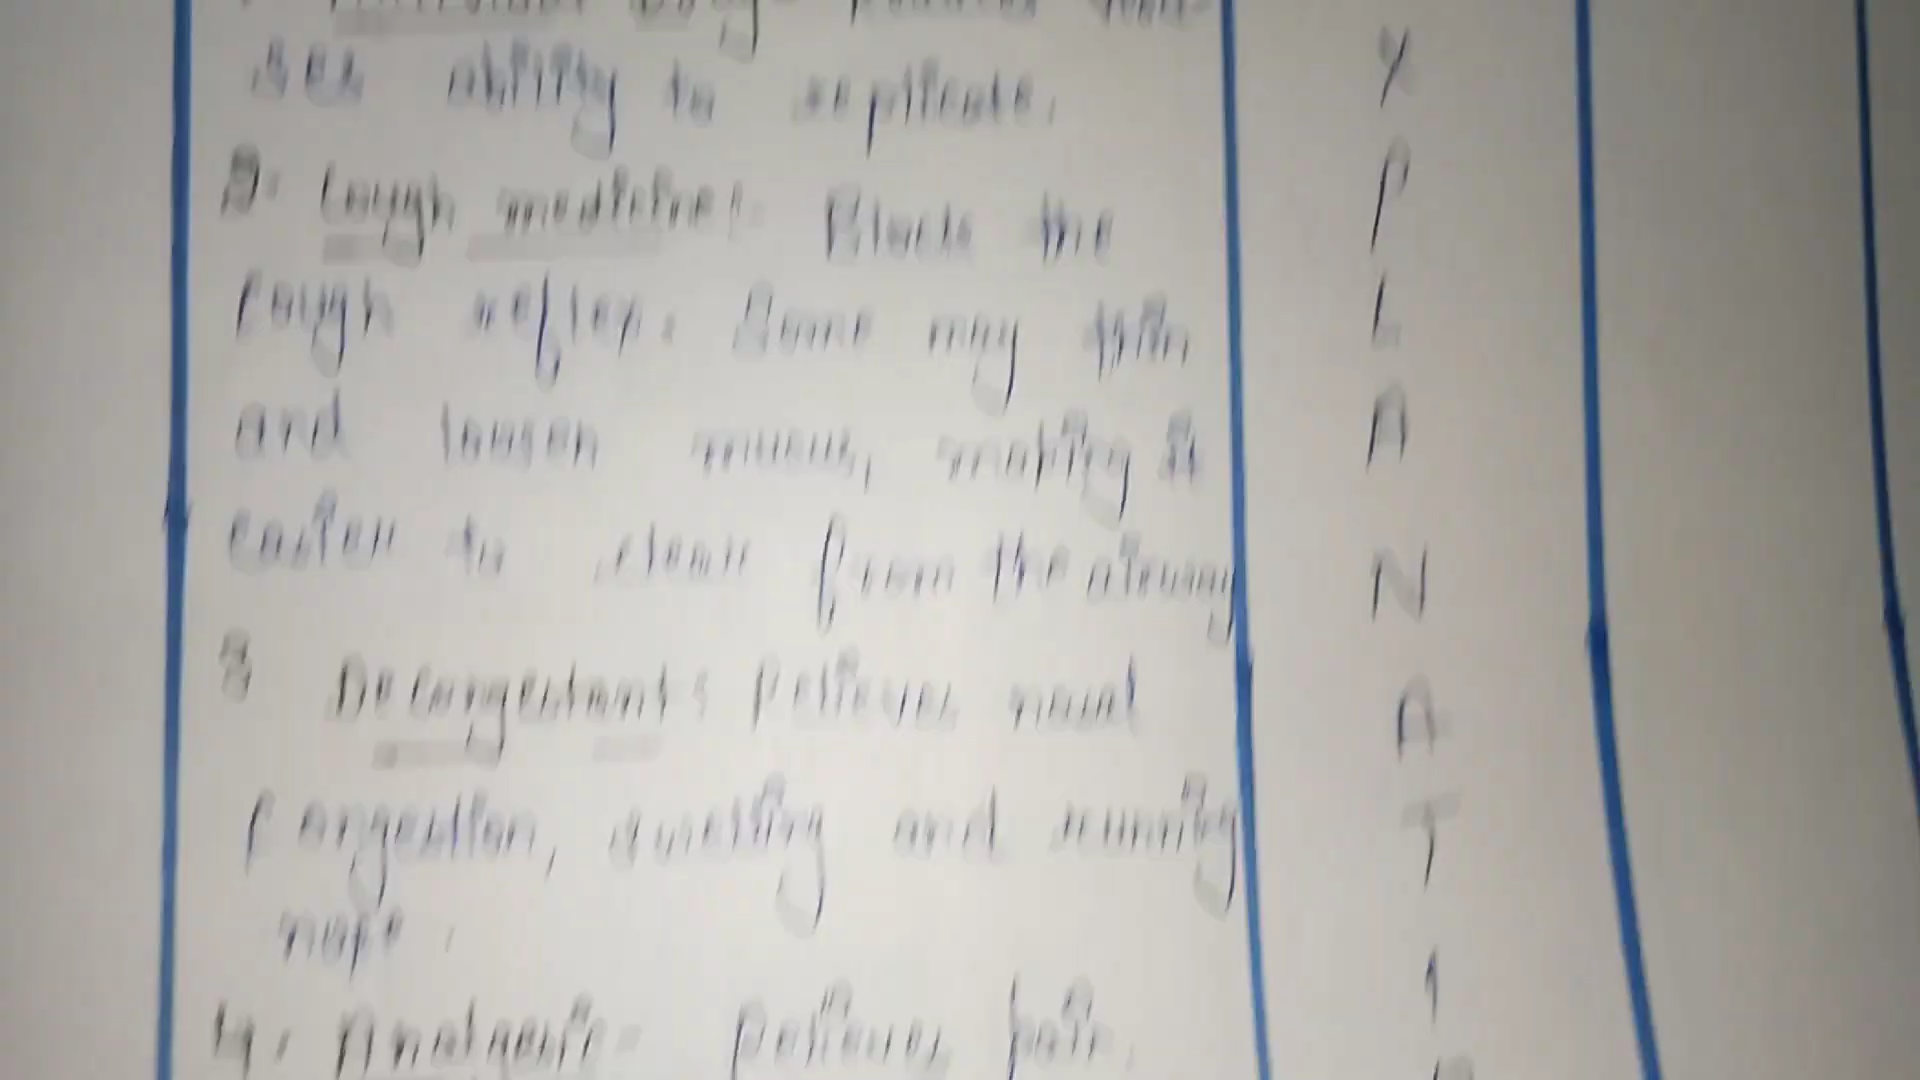 ability to replicate.
2. Cough medicine:- Block the
Cough reflex. Some may thin
and loosen mucus, making it
easier to clear from the airway
3 Decongestant: Relieves nasal
Congestion, swelling and running
nose.
4. Analgesic- Relieves pain.
Y
P
L
A
N
A
T
I